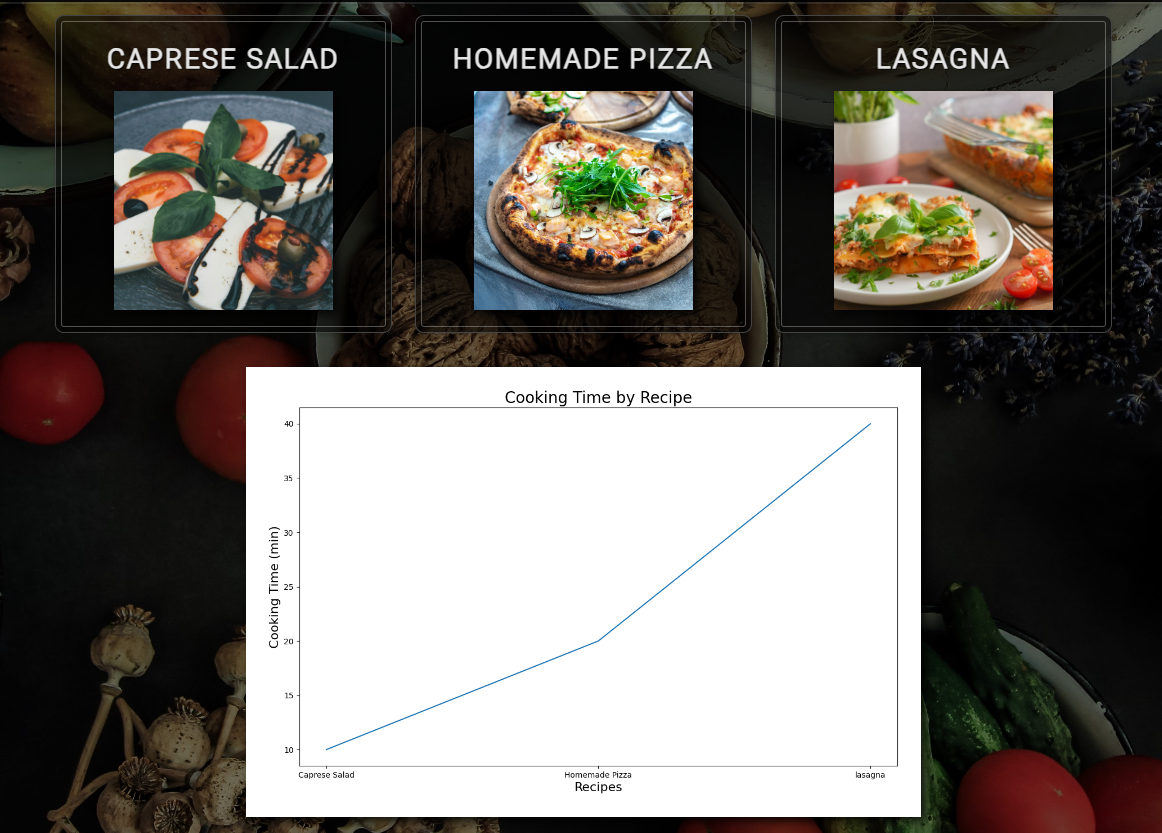 CAPRESE SALAD
HOMEMADE PIZZA
LASAGNA
Cooking Time by Recipe
Cooking Time (min)
40
35
30
25
20
15
10
Caprese Salad
Homemade Pizza
lasagna
Recipes